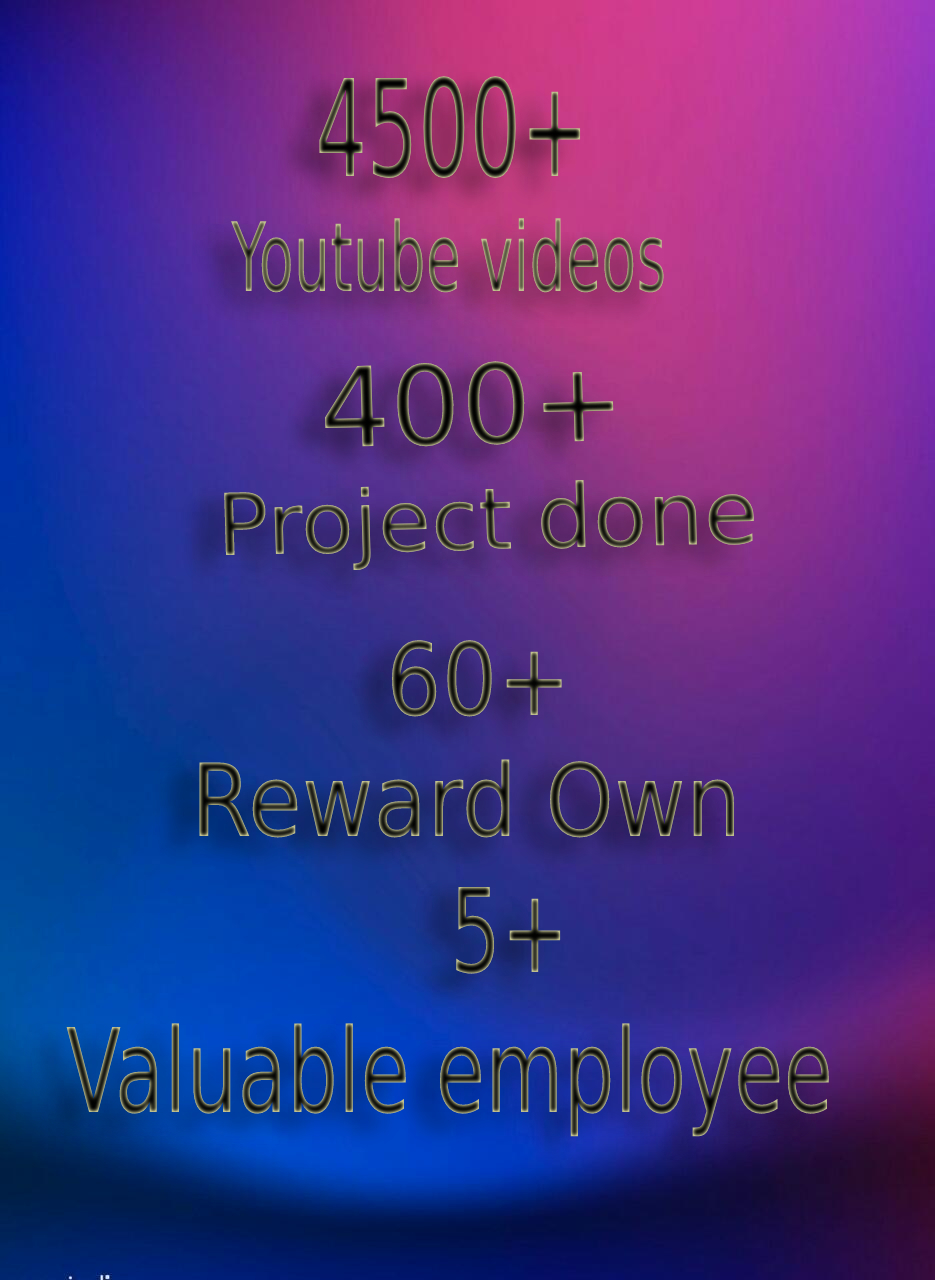 4500+
Youtube videos
400+
Project done
60+
Reward Own
5+
Valuable employee